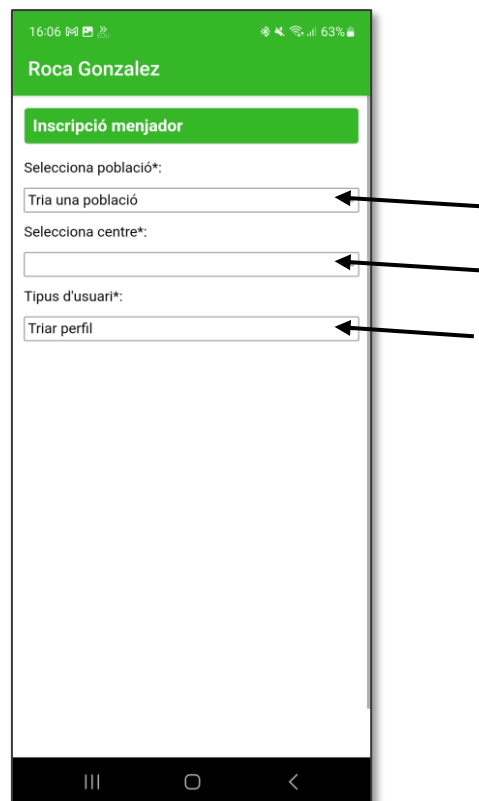 16:06 63%
Roca Gonzalez
Inscripció menjador
Selecciona població*:
Tria una població
Selecciona centre*:
Tipus d'usuari*:
Triar perfil